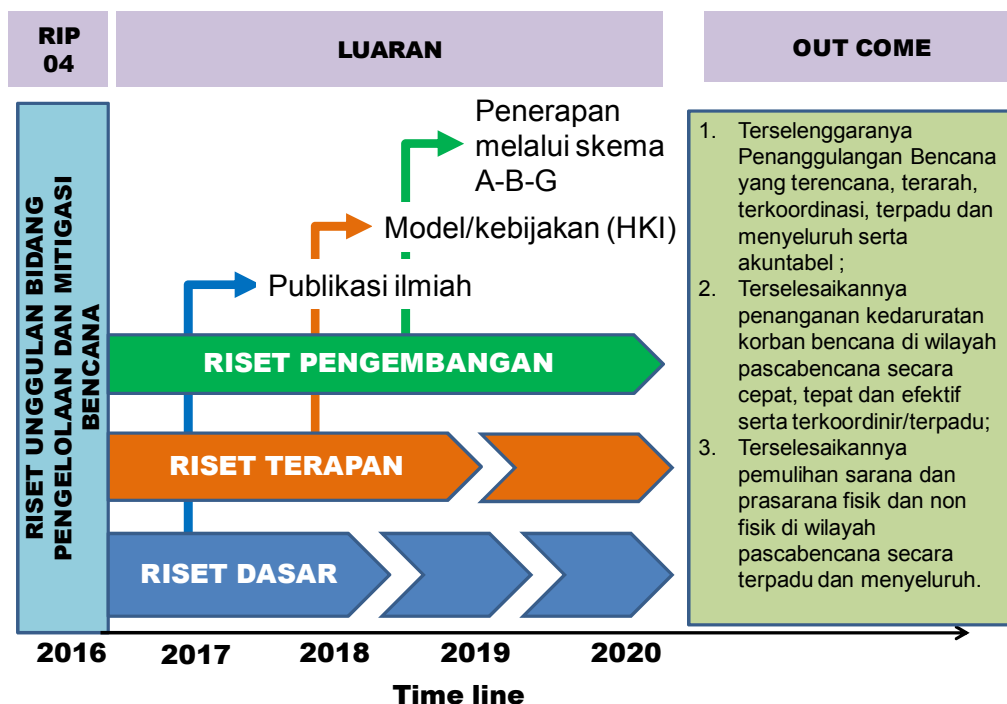 RIP
04
LUARAN
OUT COME
RISET UNGGULAN BIDANG
PENGELOLAAN DAN MITIGASI
BENCANA
Penerapan
melalui skema
A-B-G
Model/kebijakan (HKI)
Publikasi ilmiah
RISET PENGEMBANGAN
RISET TERAPAN
RISET DASAR
1. Terselenggaranya
Penanggulangan Bencana
yang terencana, terarah,
terkoordinasi, terpadu dan
menyeluruh serta
akuntabel ;
2. Terselesaikannya
penanganan kedaruratan
korban bencana di wilayah
pascabencana secara
cepat, tepat dan efektif
serta terkoordinir/terpadu;
3. Terselesaikannya
pemulihan sarana dan
prasarana fisik dan non
fisik di wilayah
pascabencana secara
terpadu dan menyeluruh.
2016 2017 2018 2019 2020
Time line